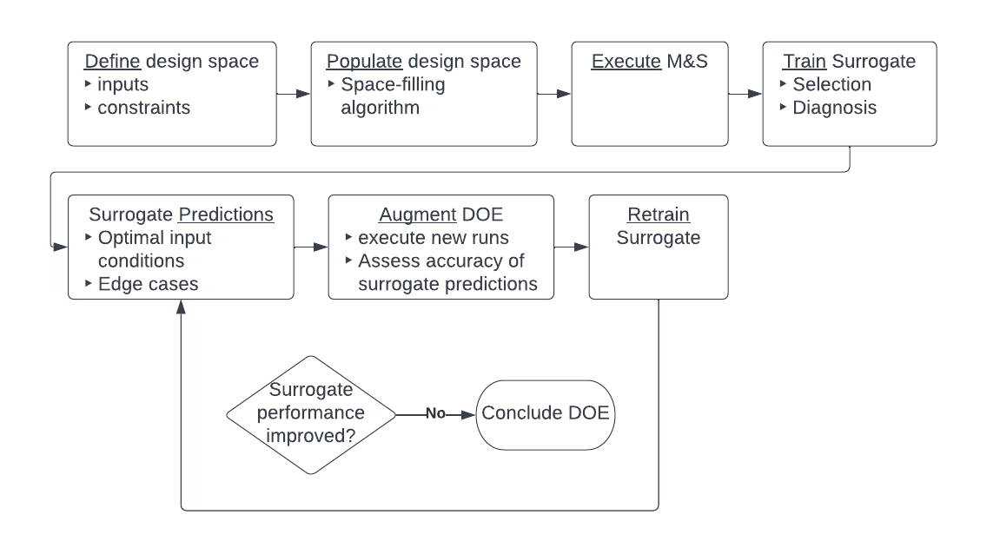 Define design space
‣ inputs
‣ constraints
Populate design space
‣ Space-filling
algorithm
Execute M&S
Train Surrogate
‣ Selection
‣ Diagnosis
Surrogate Predictions
‣ Optimal input
conditions
‣ Edge cases
Augment DOE
‣ execute new runs
‣ Assess accuracy of
surrogate predictions
Retrain
Surrogate
Surrogate
performance
improved?
No
Conclude DOE